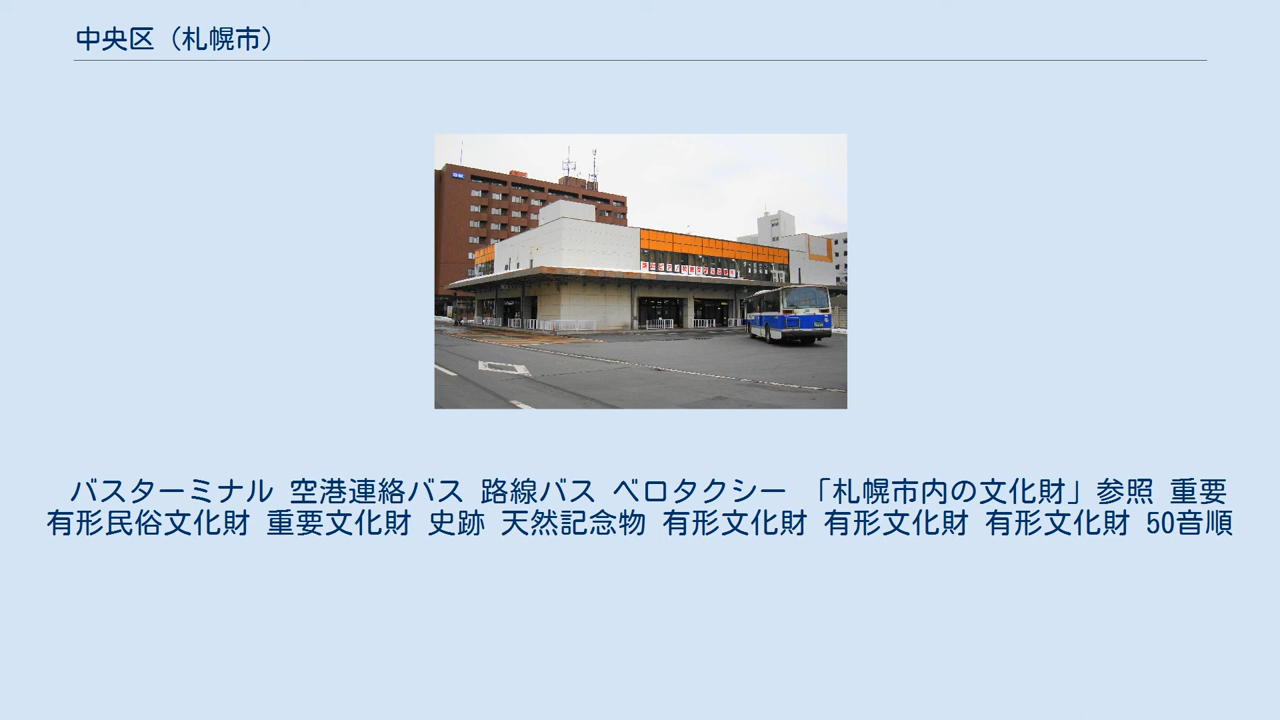 中央区（札幌市）
バスターミナル 空港連絡バス 路線バス ベロタクシー 「札幌市内の文化財」参照 重要
有形民俗文化財 重要文化財 史跡 天然記念物 有形文化財 有形文化財 有形文化財 50音順